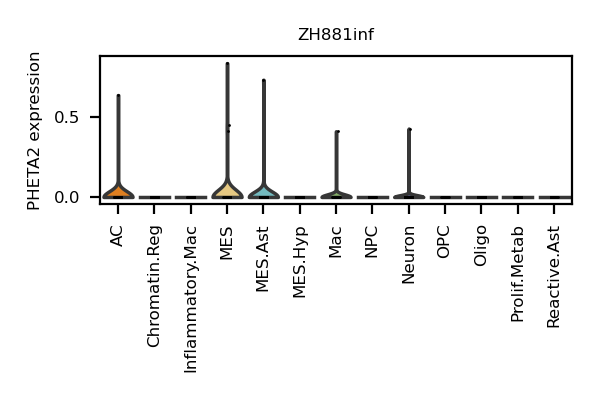 ZH881inf
PHETA2 expression
0.5
0.0
AC
Chromatin.Reg
Inflammatory.Mac
MES
MES.Ast
MES.Hyp
Mac
NPC
Neuron
OPC
Oligo
Prolif.Metab
Reactive.Ast